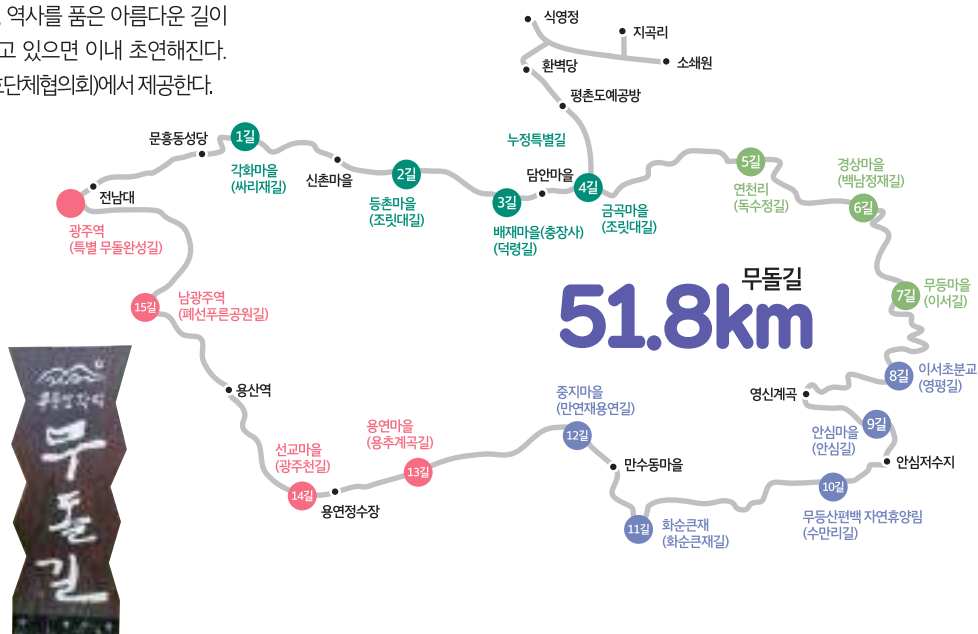 역사를 품은 아름다운 길이
고 있으면 이내 초연해진다.
단체협의회)에서 제공한다.
식영정
지곡리
환벽당
소쇄원
평촌도예공방
누정특별길
문흥동성당
1길
각화마을
(싸리재길)
신촌마을
2길
등촌마을
(조릿대길)
3길
배재마을(충장사)
(덕령길)
담안마을
4길
금곡마을
(조릿대길)
5길
연천리
(독수정길)
경상마을
(백남정재길)
6길
7길
무등마을
(이서길)
전남대
광주역
(특별 무돌완성길)
무돌길
51.8km
15길
남광주역
(폐선푸른공원길)
8길
이서초분교
(영평길)
영신계곡
9길
안심마을
(안심길)
안심저수지
10길
무등산편백 자연휴양림
(수만리길)
11길
화순큰재
(화순큰재길)
만수동마을
중지마을
(만연재용연길)
12길
용연마을
(용추계곡길)
13길
용연정수장
선교마을
(광주천길)
14길
용산역
무
돌
길